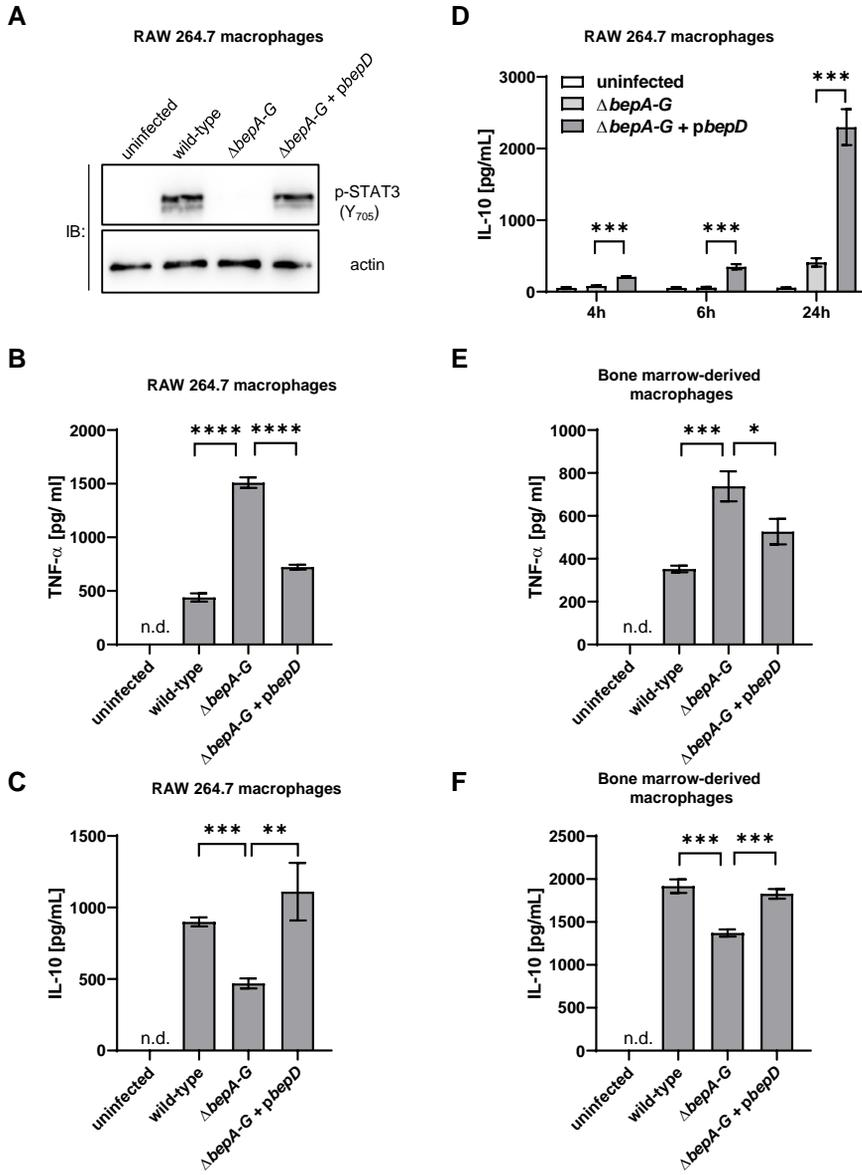 A
RAW 264.7 macrophages
uninfected
wild-type
ΔbepA-G
ΔbepA-G + pbepD
IB:
p-STAT3
(Y705)
actin
D
RAW 264.7 macrophages
IL-10 [pg/mL]
3000
2000
1000
0
uninfected
ΔbepA-G
ΔbepA-G + pbepD
***
***
***
4h
6h
24h
B
RAW 264.7 macrophages
TNF-α [pg/ ml]
2000
1500
1000
500
0
**** ****
n.d.
uninfected
wild-type
ΔbepA-G
ΔbepA-G + pbepD
E
Bone marrow-derived
macrophages
TNF-α [pg/ ml]
1000
800
600
400
200
0
*** *
n.d.
uninfected
wild-type
ΔbepA-G
ΔbepA-G + pbepD
C
RAW 264.7 macrophages
IL-10 [pg/mL]
1500
1000
500
0
*** **
n.d.
uninfected
wild-type
ΔbepA-G
ΔbepA-G + pbepD
F
Bone marrow-derived
macrophages
IL-10 [pg/mL]
2500
2000
1500
1000
500
0
*** ***
n.d.
uninfected
wild-type
ΔbepA-G
ΔbepA-G + pbepD